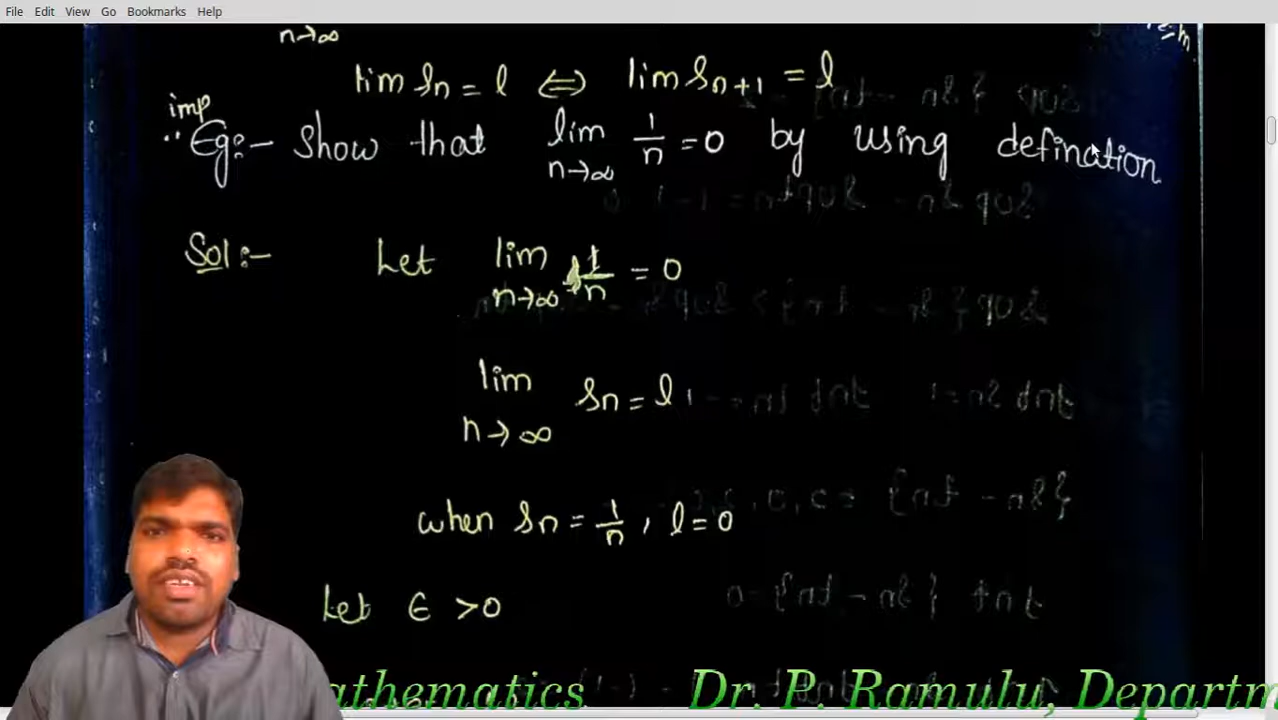 File Edit View Go Bookmarks Help
n→∞
lim Sn = l ⇔ lim Sn+1 = l
imp
Eg:- Show that lim n→∞ 1/n = 0 by using defination
Sol:- Let lim n→∞ 1/n = 0
lim n→∞ Sn = l
when Sn = 1/n, l = 0
Let ∈ > 0
athematics Dr. P. Ramulu, Departm